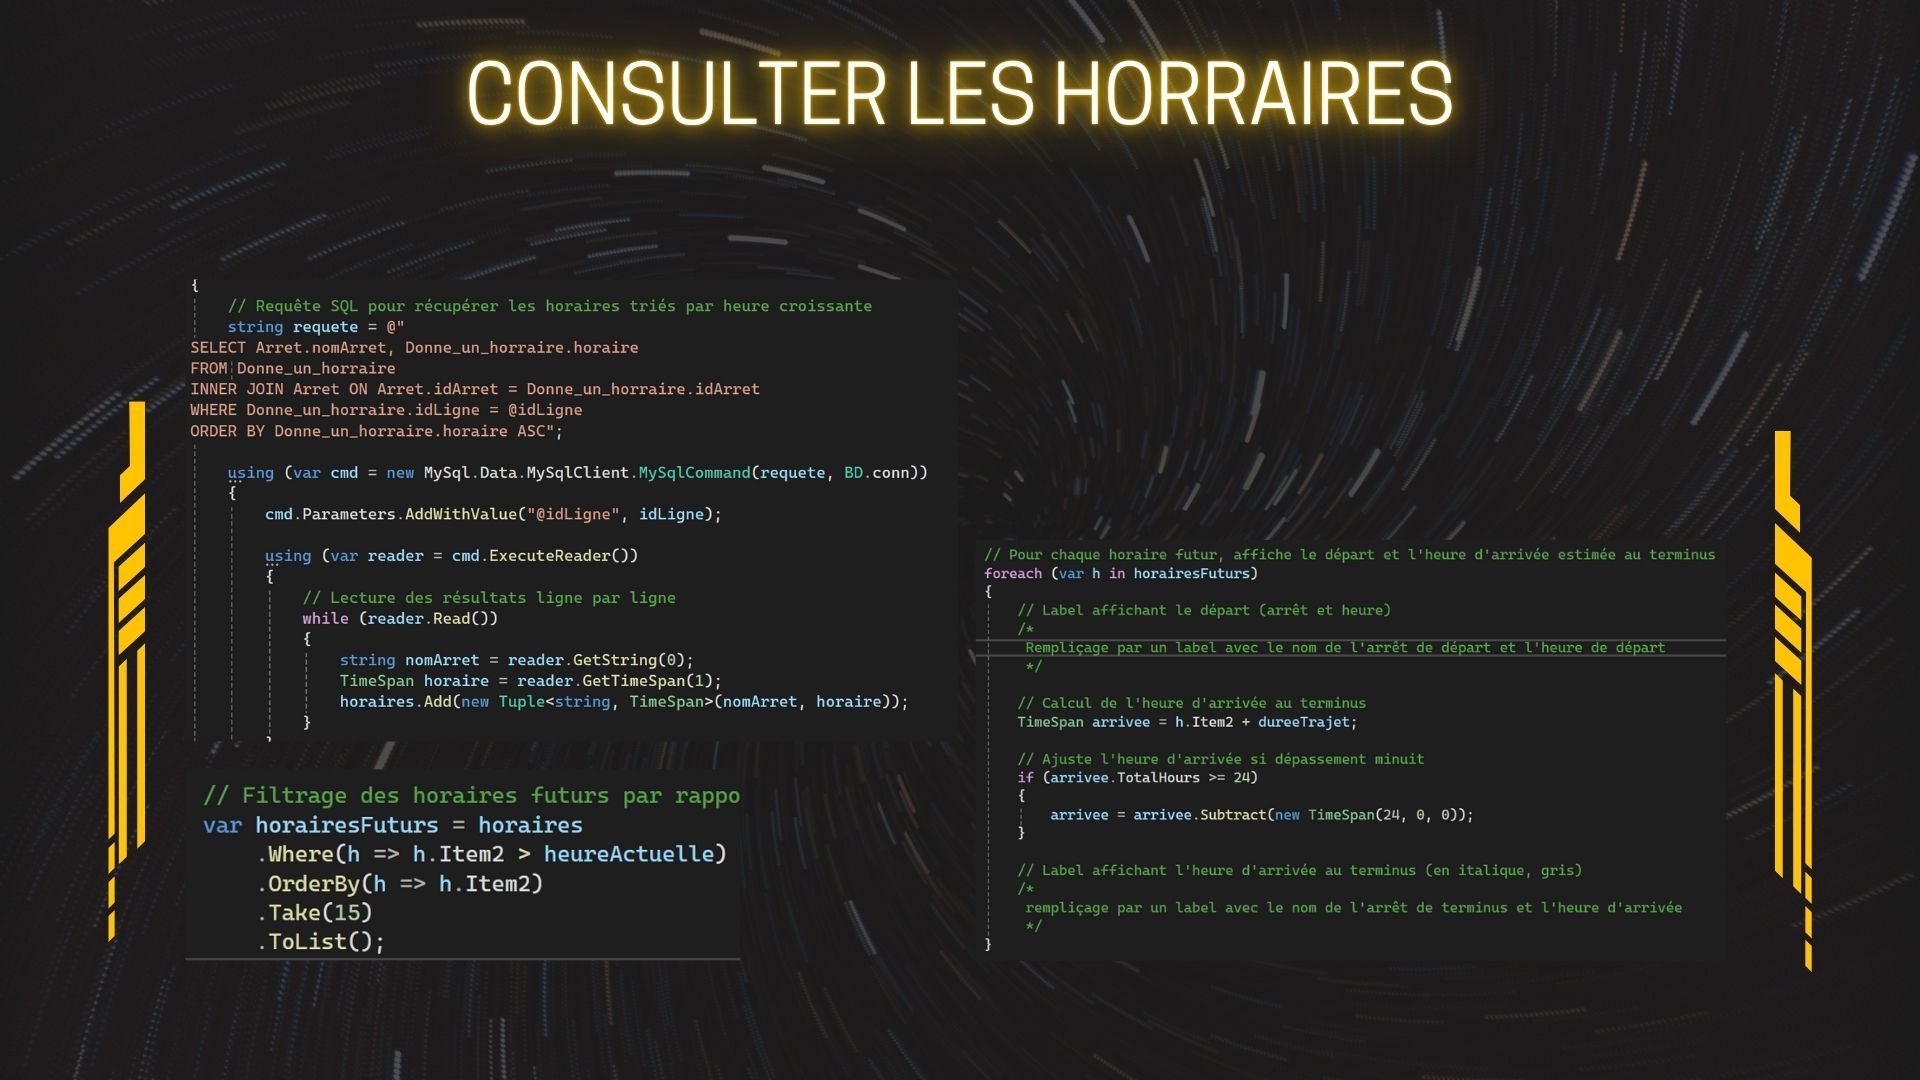 CONSULTER LES HORRAIRES
{
// Requête SQL pour récupérer les horaires triés par heure croissante
string requete = @"
SELECT Arret.nomArret, Donne_un_horraire.horaire
FROM Donne_un_horraire
INNER JOIN Arret ON Arret.idArret = Donne_un_horraire.idArret
WHERE Donne_un_horraire.idLigne = @idLigne
ORDER BY Donne_un_horraire.horaire ASC";
using (var cmd = new MySql.Data.MySqlClient.MySqlCommand(requete, BD.conn))
{
cmd.Parameters.AddWithValue("@idLigne", idLigne);
using (var reader = cmd.ExecuteReader())
{
// Lecture des résultats ligne par ligne
while (reader.Read())
{
string nomArret = reader.GetString(0);
TimeSpan horaire = reader.GetTimeSpan(1);
horaires.Add(new Tuple<string, TimeSpan>(nomArret, horaire));
}
// Filtrage des horaires futurs par rappo
var horairesFuturs = horaires
.Where(h => h.Item2 > heureActuelle)
.OrderBy(h => h.Item2)
.Take(15)
.ToList();
// Pour chaque horaire futur, affiche le départ et l'heure d'arrivée estimée au terminus
foreach (var h in horairesFuturs)
{
// Label affichant le départ (arrêt et heure)
/*
Rempliçage par un label avec le nom de l'arrêt de départ et l'heure de départ
*/
// Calcul de l'heure d'arrivée au terminus
TimeSpan arrivee = h.Item2 + dureeTrajet;
// Ajuste l'heure d'arrivée si dépassement minuit
if (arrivee.TotalHours >= 24)
{
arrivee = arrivee.Subtract(new TimeSpan(24, 0, 0));
}
// Label affichant l'heure d'arrivée au terminus (en italique, gris)
/*
rempliçage par un label avec le nom de l'arrêt de terminus et l'heure d'arrivée
*/
}